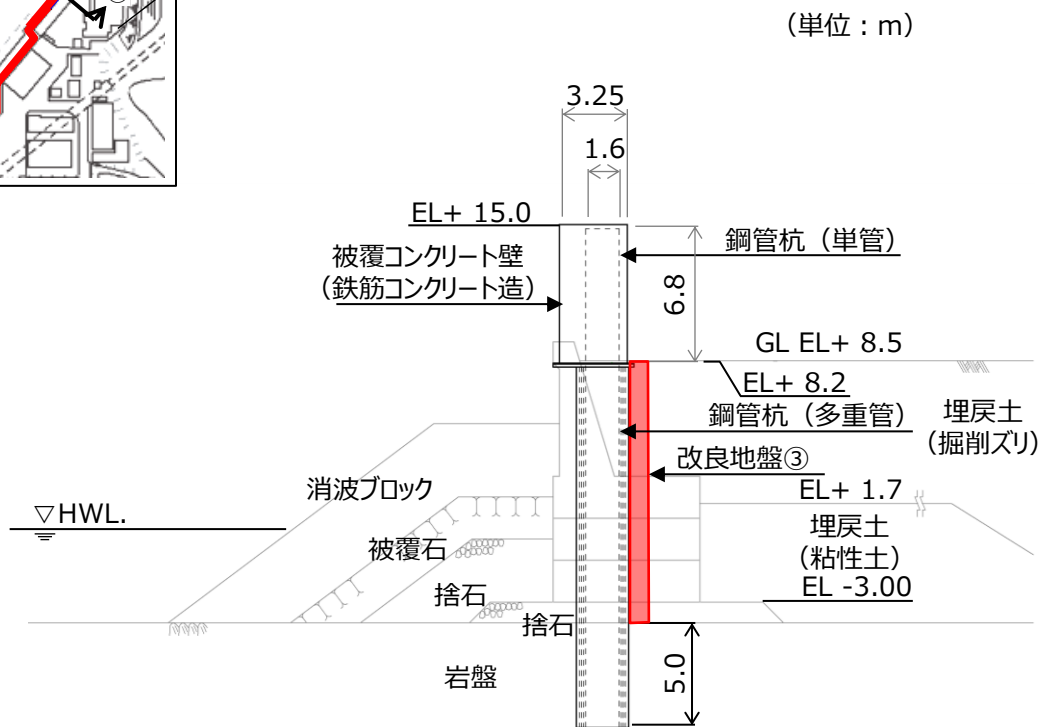 （単位：m）
3.25
1.6
EL+ 15.0
被覆コンクリート壁
（鉄筋コンクリート造）
鋼管杭（単管）
6.8
GL EL+ 8.5
EL+ 8.2
鋼管杭（多重管）
埋戻土
（掘削ズリ）
改良地盤③
消波ブロック
EL+ 1.7
▽HWL.
埋戻土
（粘性土）
被覆石
EL -3.00
捨石
捨石
岩盤
5.0